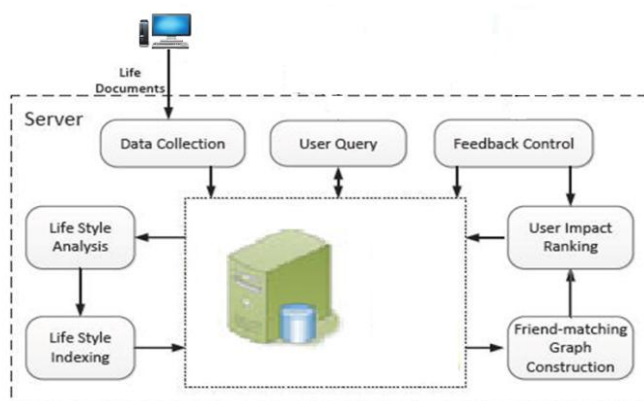 Life
Documents
Server
Data Collection
User Query
Feedback Control
Life Style
Analysis
User Impact
Ranking
Life Style
Indexing
Friend-matching
Graph
Construction